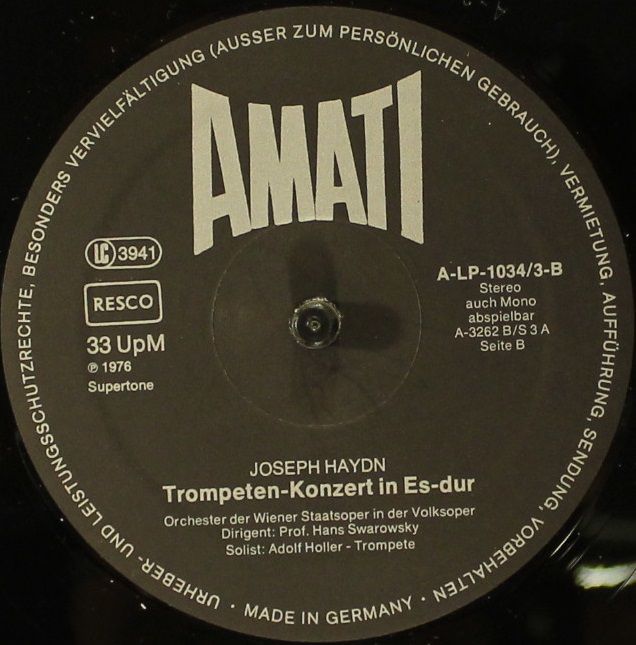 URHEBER- UND LEISTUNGSSCHUTZRECHTE, BESONDERS VERVIELFÄLTIGUNG (AUSSER ZUM PERSÖNLICHEN GEBRAUCH), VERMIETUNG, AUFFÜHRUNG, SENDUNG, VORBEHALTEN · MADE IN GERMANY ·
AMATI
LC 3941
RESCO
33 UpM
℗ 1976
Supertone
A-LP-1034/3-B
Stereo
auch Mono
abspielbar
A-3262 B/S 3 A
Seite B
JOSEPH HAYDN
Trompeten-Konzert in Es-dur
Orchester der Wiener Staatsoper in der Volksoper
Dirigent: Prof. Hans Swarowsky
Solist: Adolf Holler - Trompete